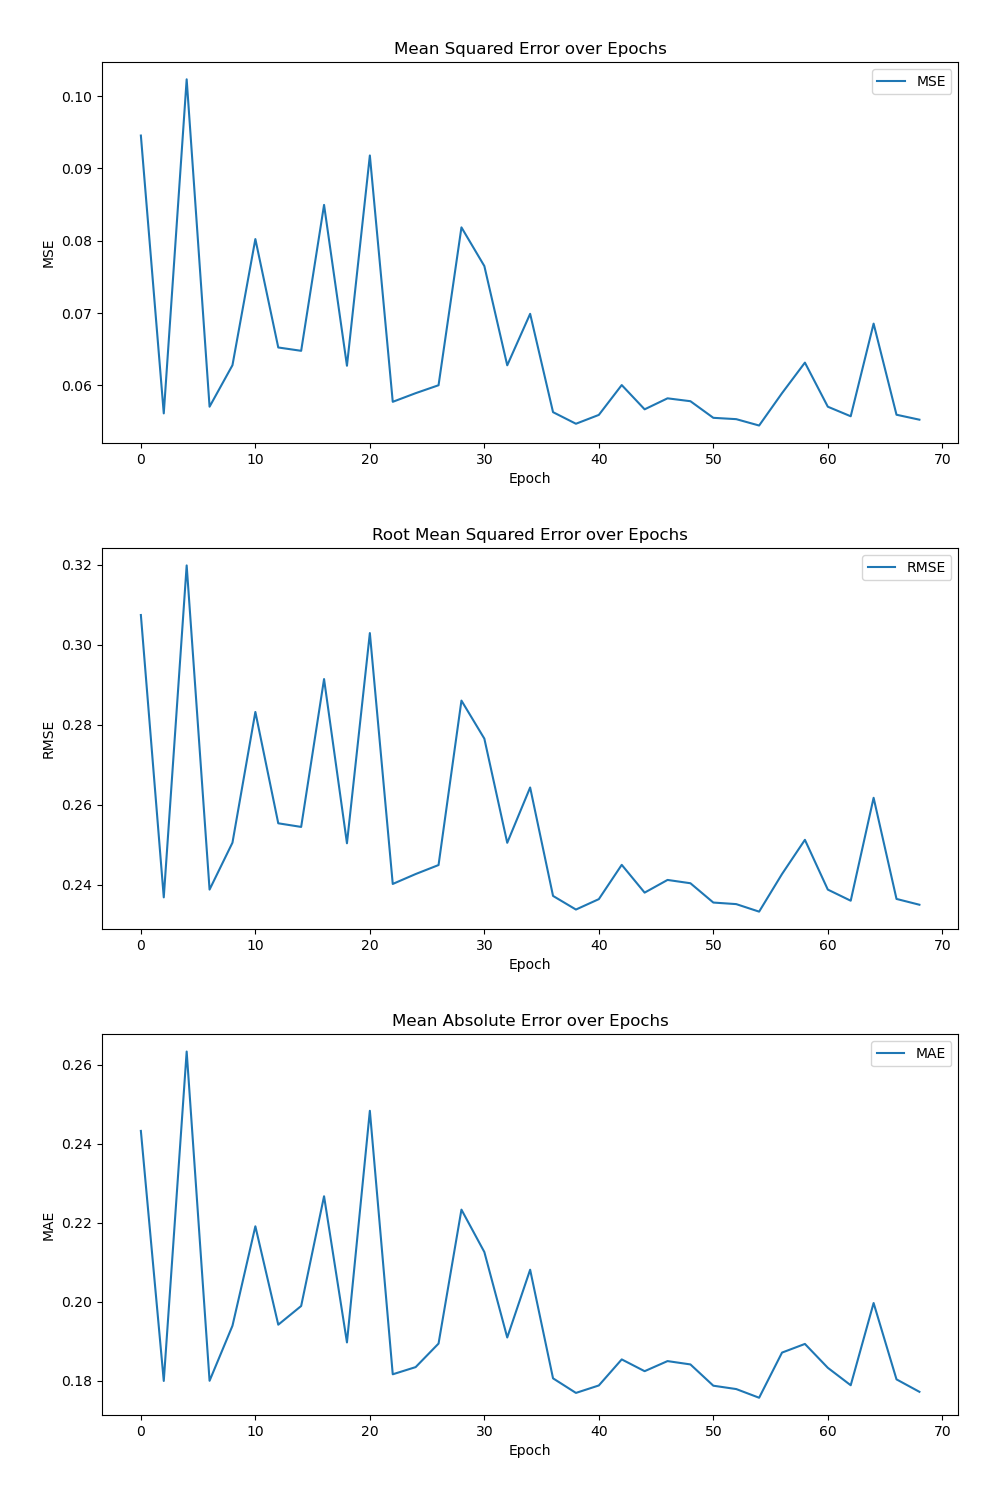 Mean Squared Error over Epochs
MSE
0.10
0.09
0.08
0.07
0.06
MSE
0 10 20 30 40 50 60 70
Epoch
Root Mean Squared Error over Epochs
RMSE
0.32
0.30
0.28
0.26
0.24
RMSE
0 10 20 30 40 50 60 70
Epoch
Mean Absolute Error over Epochs
MAE
0.26
0.24
0.22
0.20
0.18
MAE
0 10 20 30 40 50 60 70
Epoch